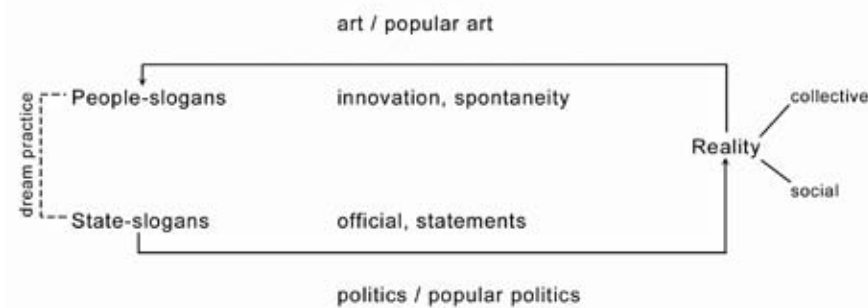 art / popular art
People-slogans innovation, spontaneity
collective
dream practice
Reality
social
State-slogans official, statements
politics / popular politics